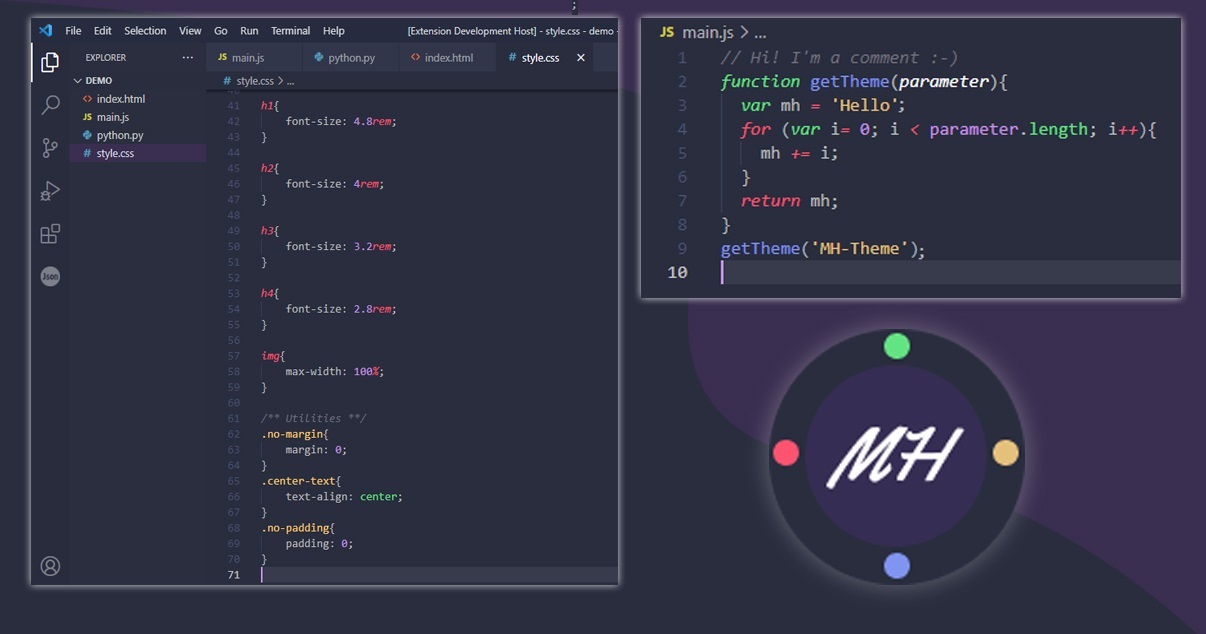 ;
File Edit Selection View Go Run Terminal Help [Extension Development Host] - style.css - demo -
EXPLORER ...
DEMO
<> index.html
JS main.js
python.py
# style.css
Json
JS main.js python.py <> index.html # style.css ×
# style.css > ...
40
41 h1{
42 font-size: 4.8rem;
43 }
44
45 h2{
46 font-size: 4rem;
47 }
48
49 h3{
50 font-size: 3.2rem;
51 }
52
53 h4{
54 font-size: 2.8rem;
55 }
56
57 img{
58 max-width: 100%;
59 }
60
61 /** Utilities **/
62 .no-margin{
63 margin: 0;
64 }
65 .center-text{
66 text-align: center;
67 }
68 .no-padding{
69 padding: 0;
70 }
71
JS main.js > ...
1 // Hi! I'm a comment :-)
2 function getTheme(parameter){
3 var mh = 'Hello';
4 for (var i= 0; i < parameter.length; i++){
5 mh += i;
6 }
7 return mh;
8 }
9 getTheme('MH-Theme');
10
MH